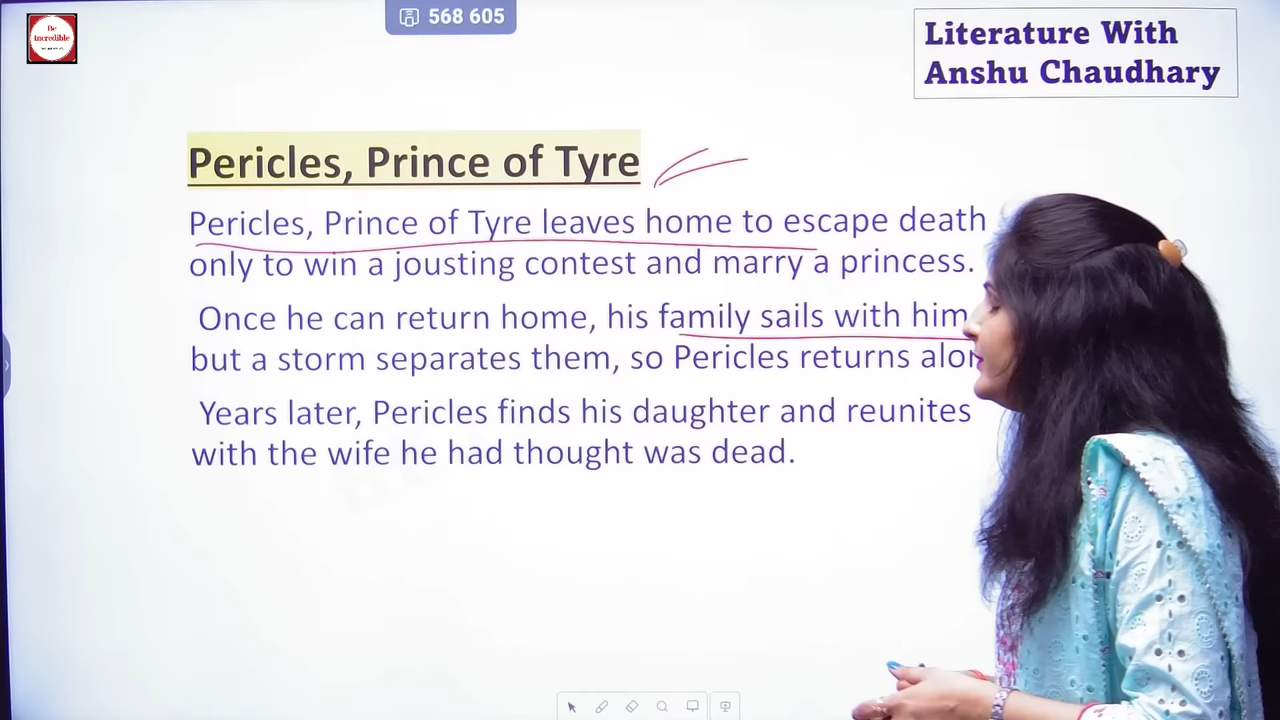 Be
Incredible
568 605
Literature With
Anshu Chaudhary
Pericles, Prince of Tyre
Pericles, Prince of Tyre leaves home to escape death
only to win a jousting contest and marry a princess.
Once he can return home, his family sails with him
but a storm separates them, so Pericles returns
Years later, Pericles finds his daughter and reunites
with the wife he had thought was dead.